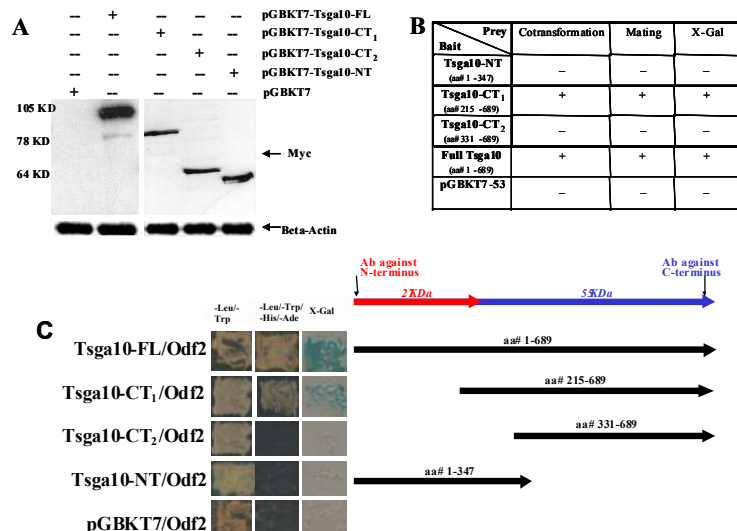 A
-- + -- -- -- pGBKT7-Tsga10-FL
-- -- + -- -- pGBKT7-Tsga10-CT1
-- -- -- + -- pGBKT7-Tsga10-CT2
-- -- -- -- + pGBKT7-Tsga10-NT
+ -- -- -- -- pGBKT7
105 KD
78 KD
64 KD
Myc
Beta-Actin
B
Prey Cotransformation Mating X-Gal
Bait
Tsga10-NT
(aa# 1 -347) – – –
Tsga10-CT1 + + +
(aa# 215 -689)
Tsga10-CT2
(aa# 331 -689) – – –
Full Tsga10 + + +
(aa# 1 -689)
pGBKT7-53
– – –
Ab against
N-terminus
Ab against
C-terminus
27KDa
55KDa
C
-Leu/-
Trp
-Leu/-Trp/
-His/-Ade
X-Gal
Tsga10-FL/Odf2
aa# 1-689
Tsga10-CT1/Odf2
aa# 215-689
Tsga10-CT2/Odf2
aa# 331-689
Tsga10-NT/Odf2
aa# 1-347
pGBKT7/Odf2